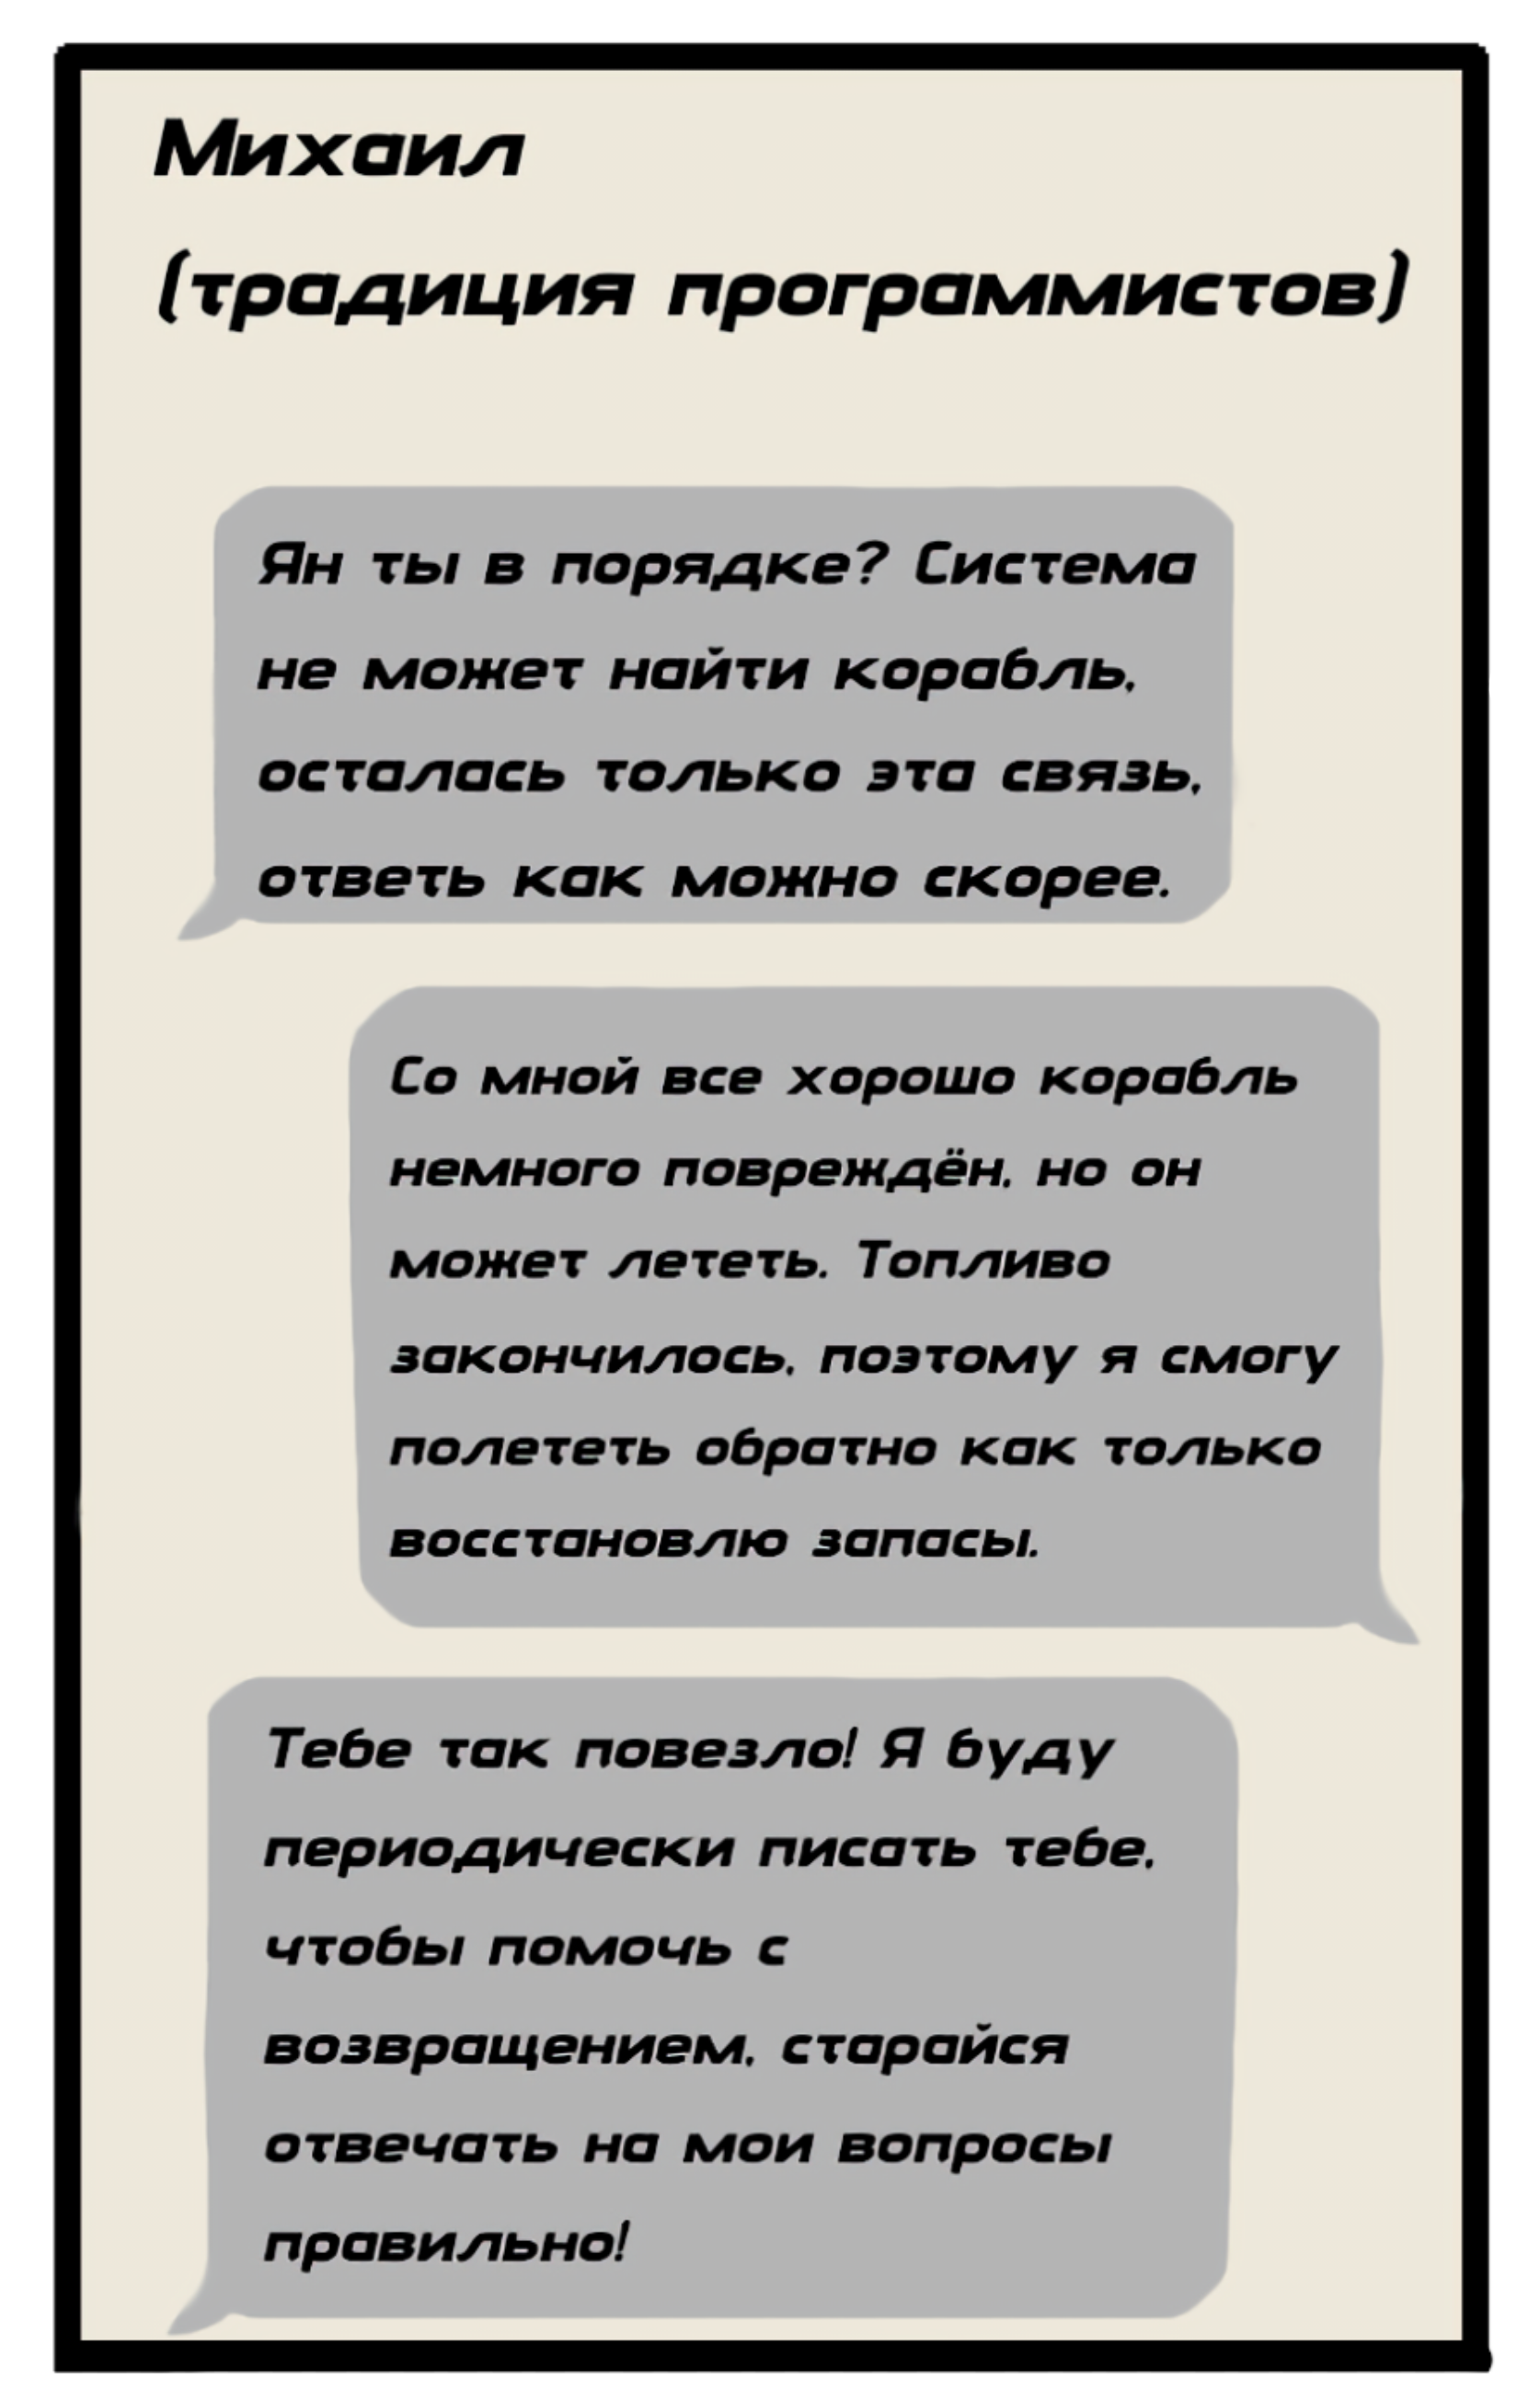 Михаил
(традиция программистов)
Ян ты в порядке? Система
не может найти корабль,
осталась только эта связь,
ответь как можно скорее.
Со мной все хорошо корабль
немного повреждён, но он
может лететь. Топливо
закончилось, поэтому я смогу
полететь обратно как только
восстановлю запасы.
Тебе так повезло! Я буду
периодически писать тебе,
чтобы помочь с
возвращением, старайся
отвечать на мои вопросы
правильно!